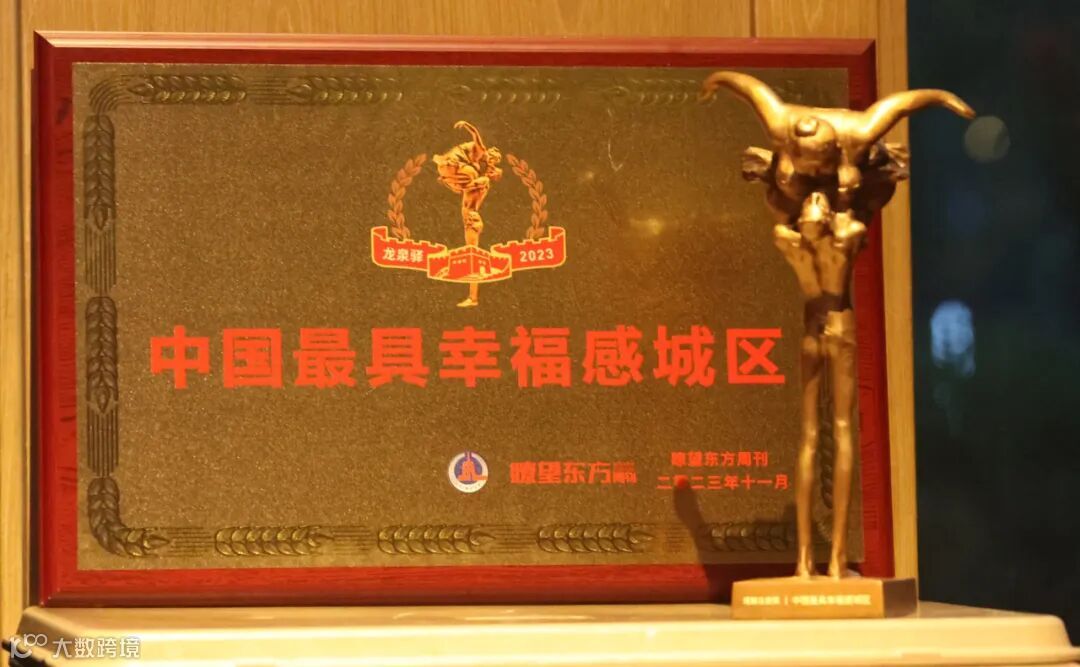 龙泉驿 2023
中国最具幸福感城区
瞭望东方周刊
瞭望东方周刊
二〇二三年十一月
中国最具幸福感城区
大数跨境